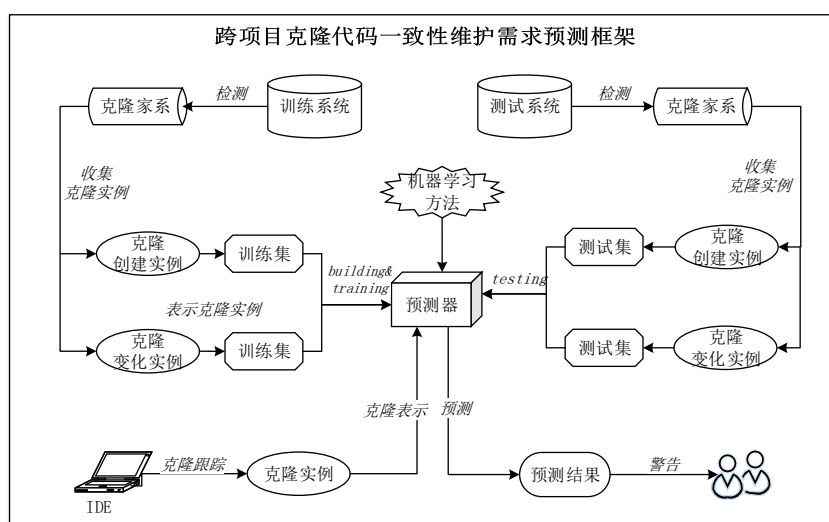 跨项目克隆代码一致性维护需求预测框架
克隆家系
检测
训练系统
测试系统
检测
克隆家系
收集
克隆实例
机器学习
方法
收集
克隆实例
克隆
创建实例
训练集
building&
training
预测器
testing
测试集
克隆
创建实例
表示克隆实例
克隆
变化实例
训练集
测试集
克隆
变化实例
克隆表示
预测
IDE
克隆跟踪
克隆实例
预测结果
警告